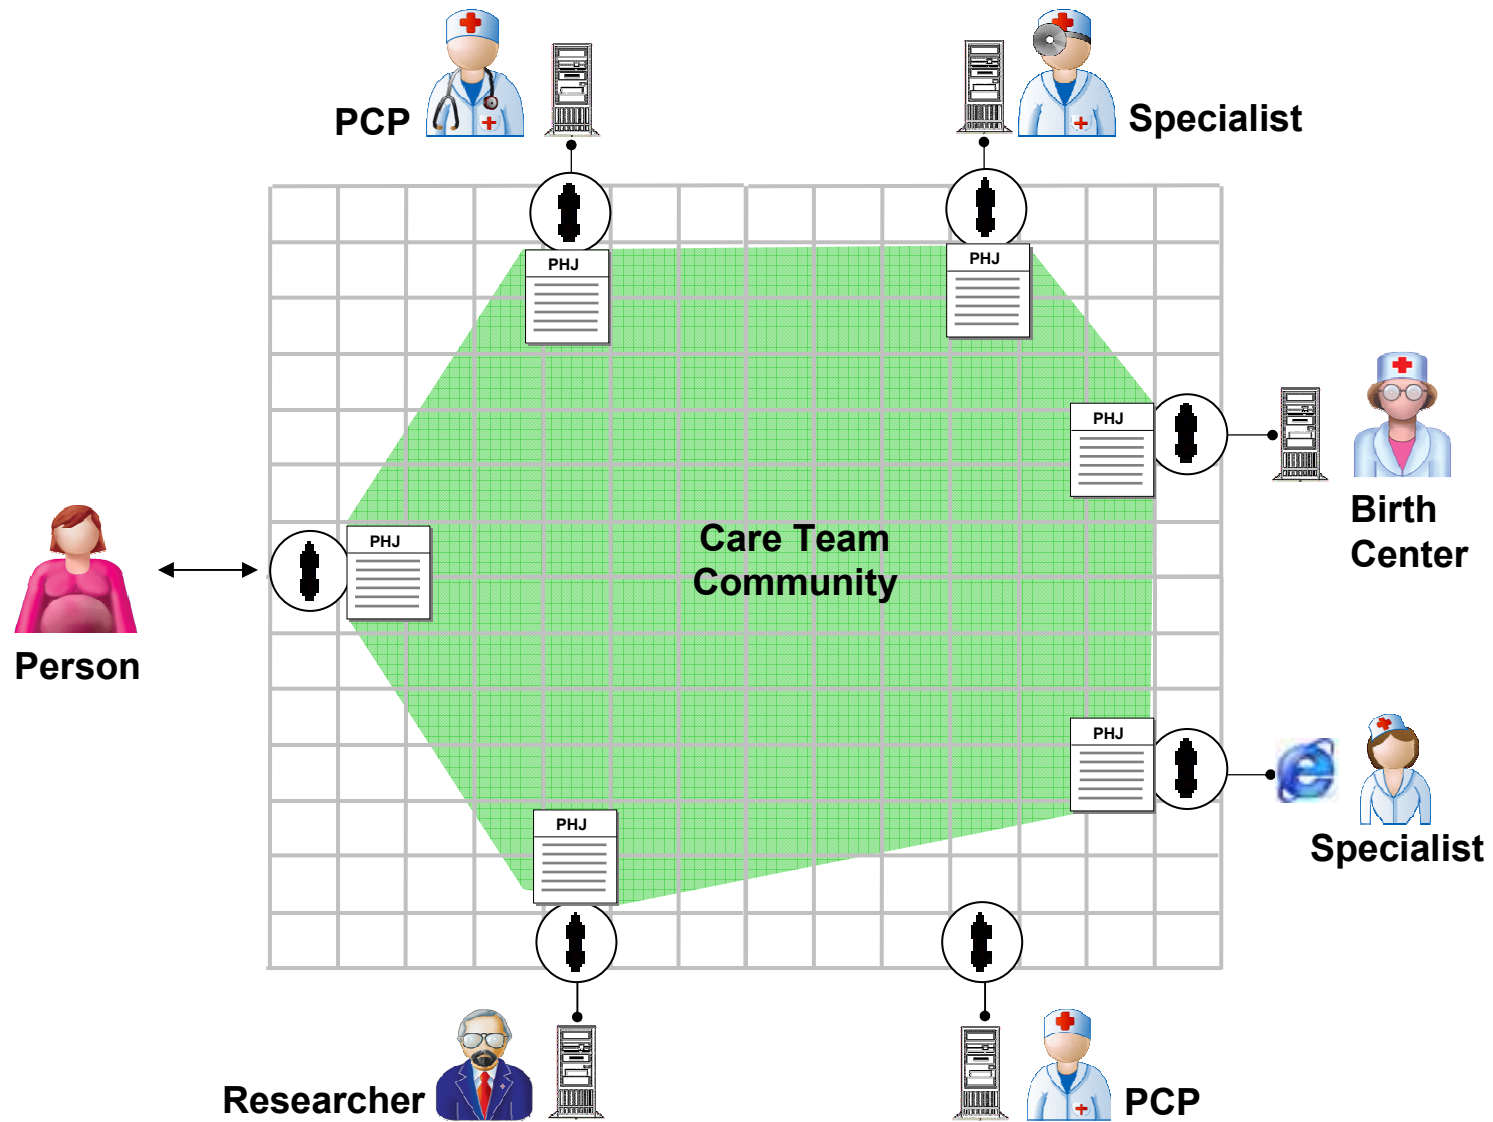 PCP
Specialist
PHJ
PHJ
PHJ
Birth
Center
Care Team
Community
PHJ
Person
PHJ
Specialist
PHJ
Researcher
PCP